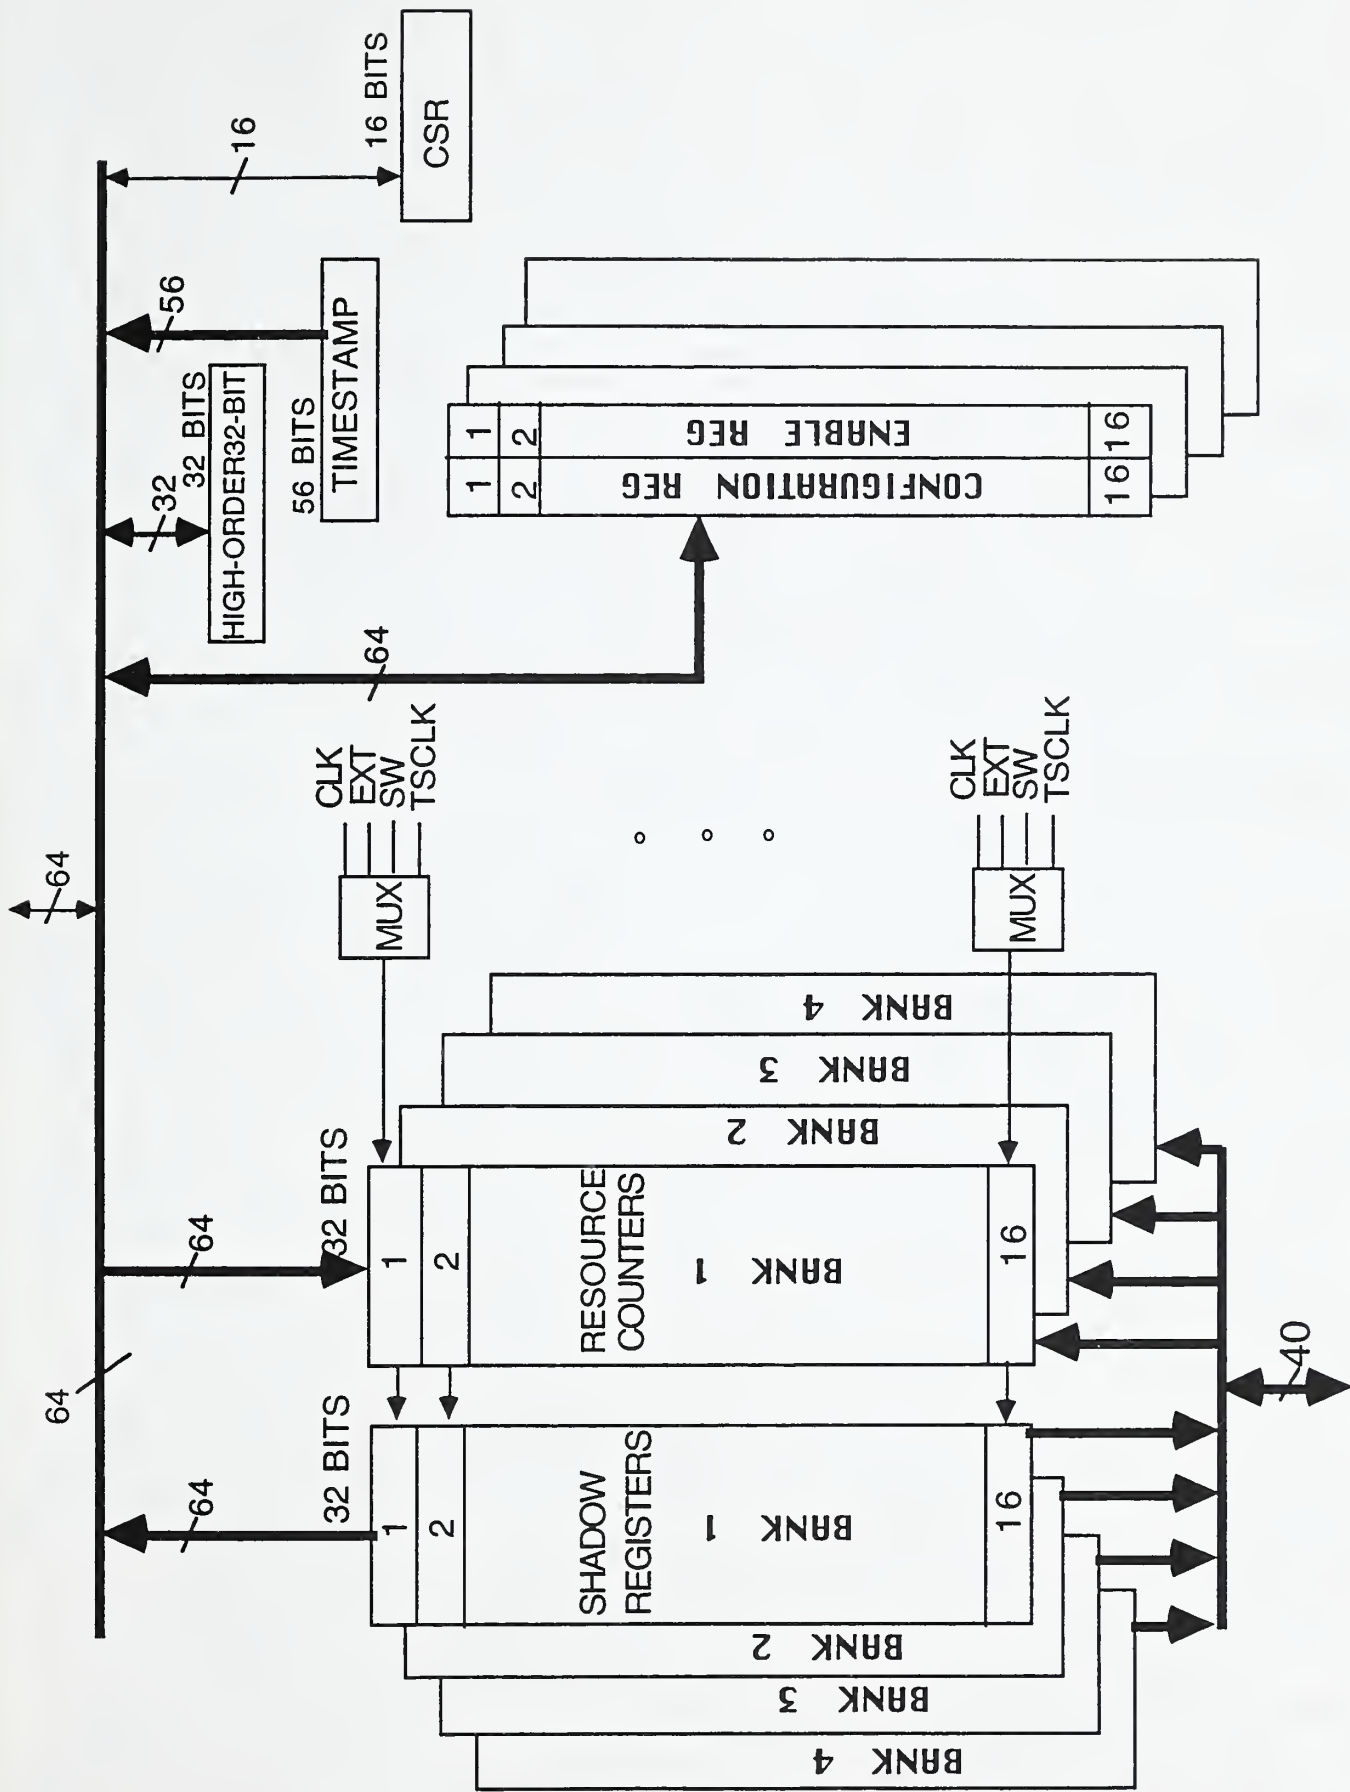 64
64
64
64
32 BITS
32 BITS
1
2
SHADOW
REGISTERS
BANK 1
16
BANK 2
BANK 3
BANK 4
1
2
RESOURCE
COUNTERS
BANK 1
16
BANK 2
BANK 3
BANK 4
40
MUX
CLK
EXT
SW
TSCLK
MUX
CLK
EXT
SW
TSCLK
64
32
32 BITS
HIGH-ORDER32-BIT
56
56 BITS
TIMESTAMP
16
16 BITS
CSR
1
2
CONFIGURATION REG
16
1
2
ENABLE REG
16